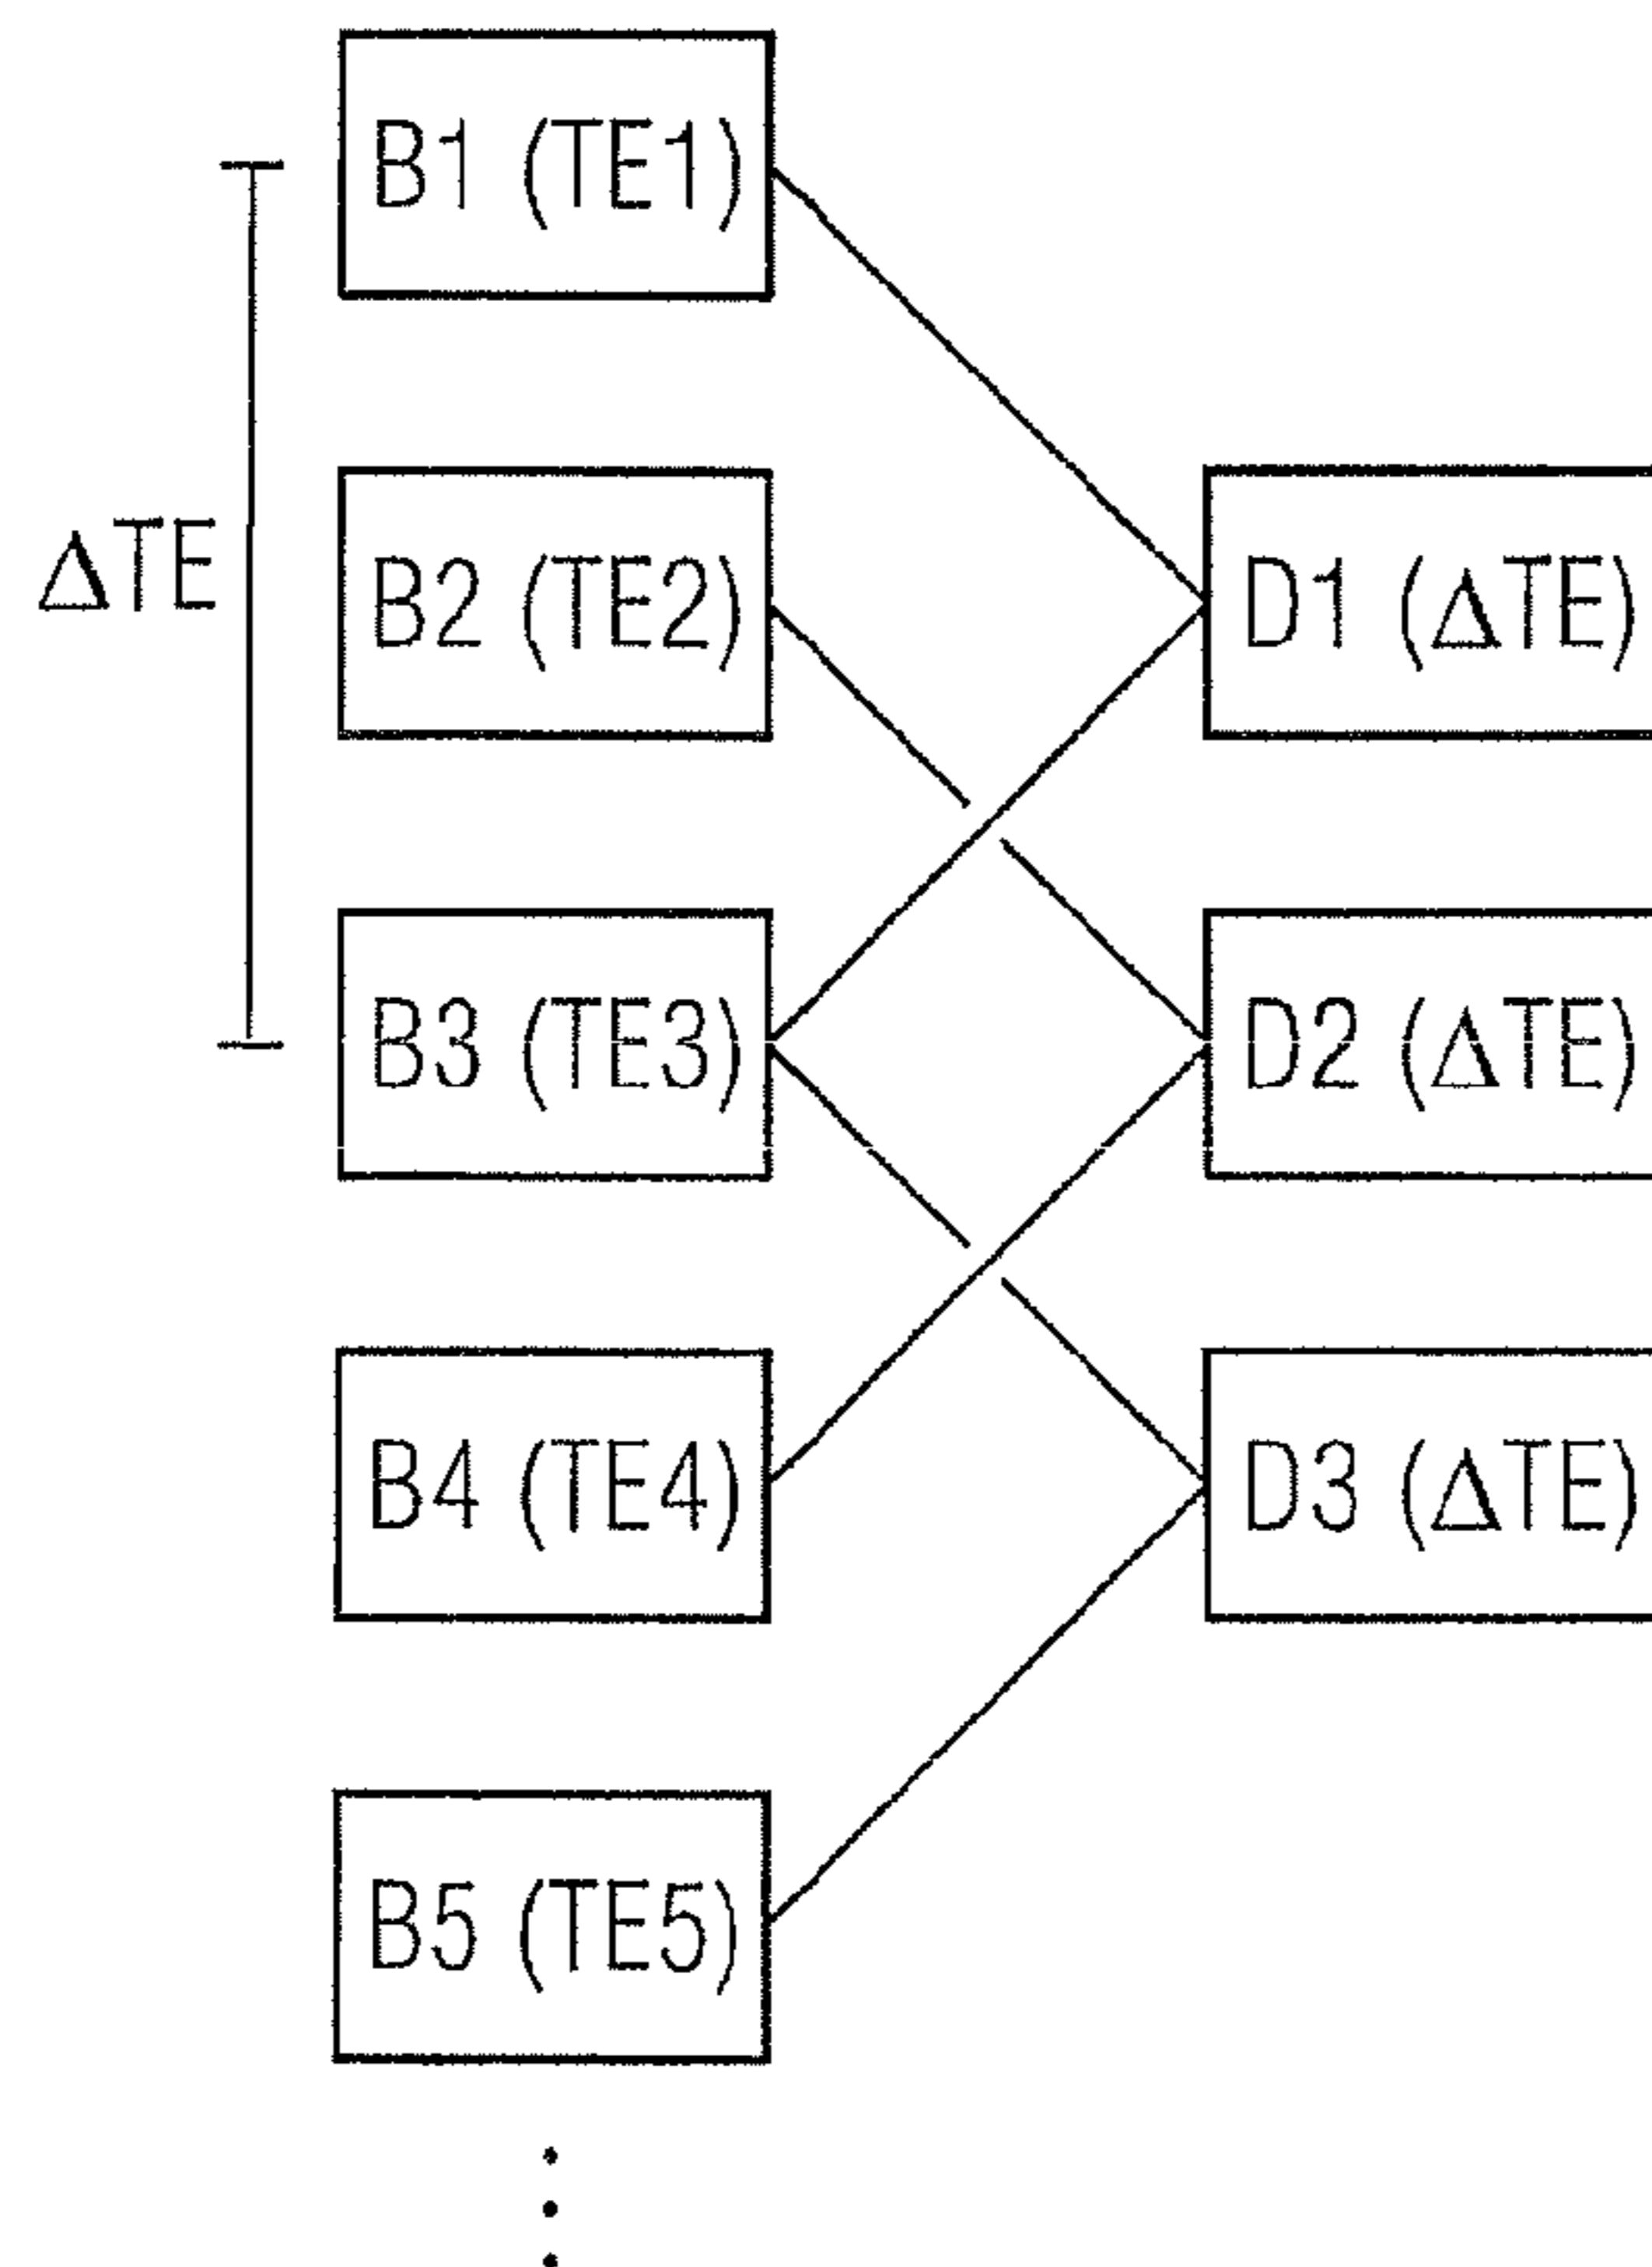 B1 (TE1)
ΔTE
B2 (TE2)
D1 (ΔTE)
B3 (TE3)
D2 (ΔTE)
B4 (TE4)
D3 (ΔTE)
B5 (TE5)